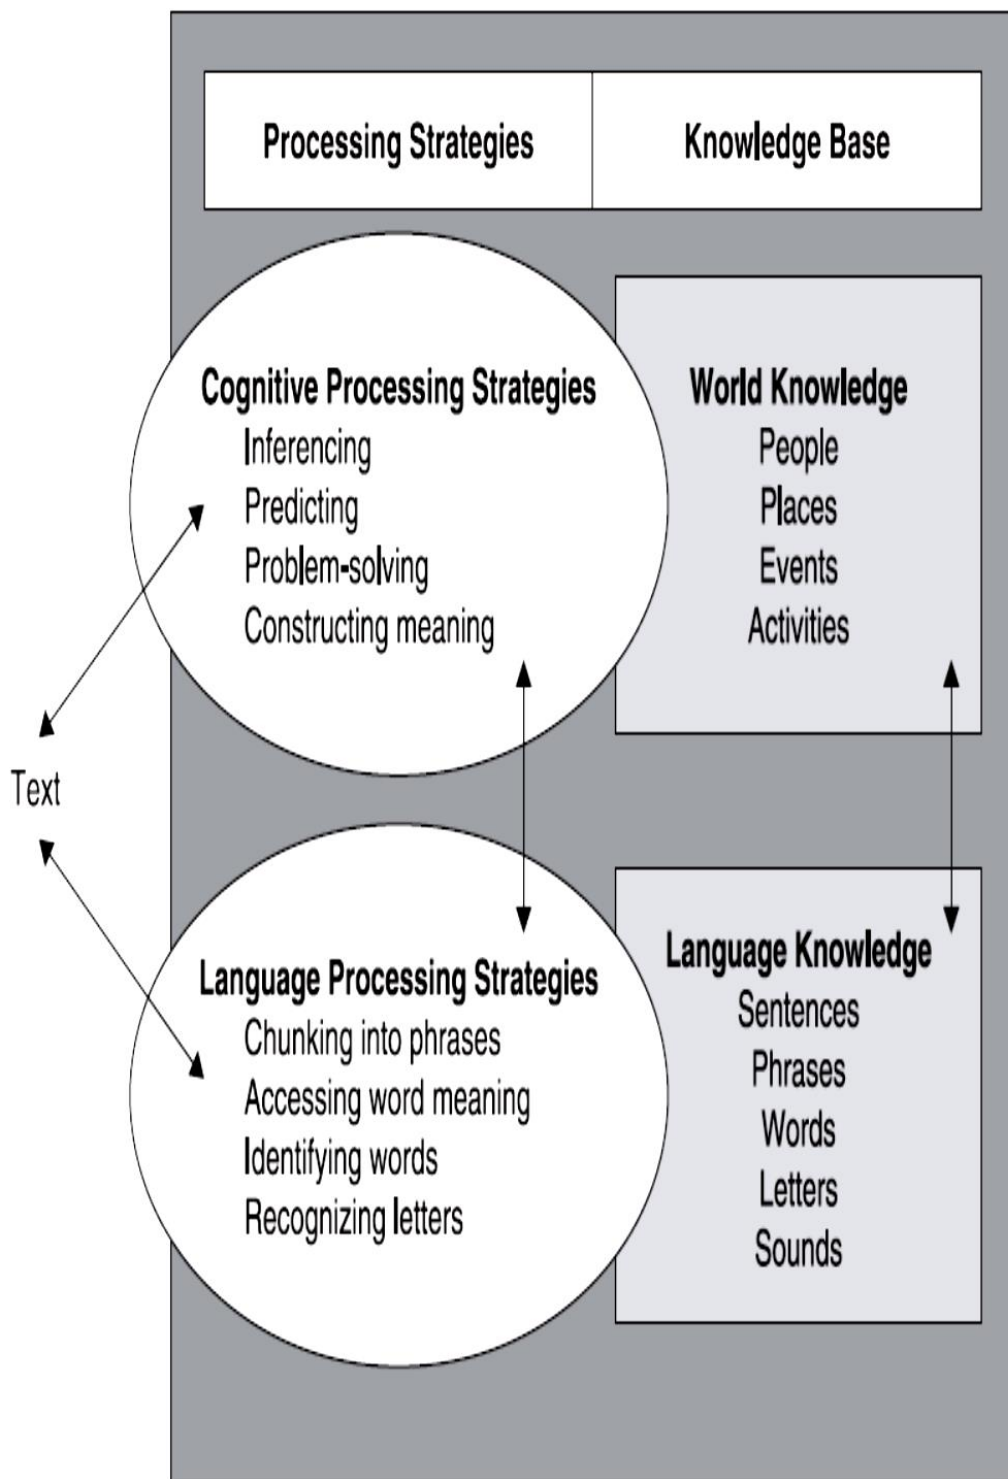 Processing Strategies
Knowledge Base
Cognitive Processing Strategies
Inferencing
Predicting
Problem-solving
Constructing meaning
World Knowledge
People
Places
Events
Activities
Text
Language Processing Strategies
Chunking into phrases
Accessing word meaning
Identifying words
Recognizing letters
Language Knowledge
Sentences
Phrases
Words
Letters
Sounds